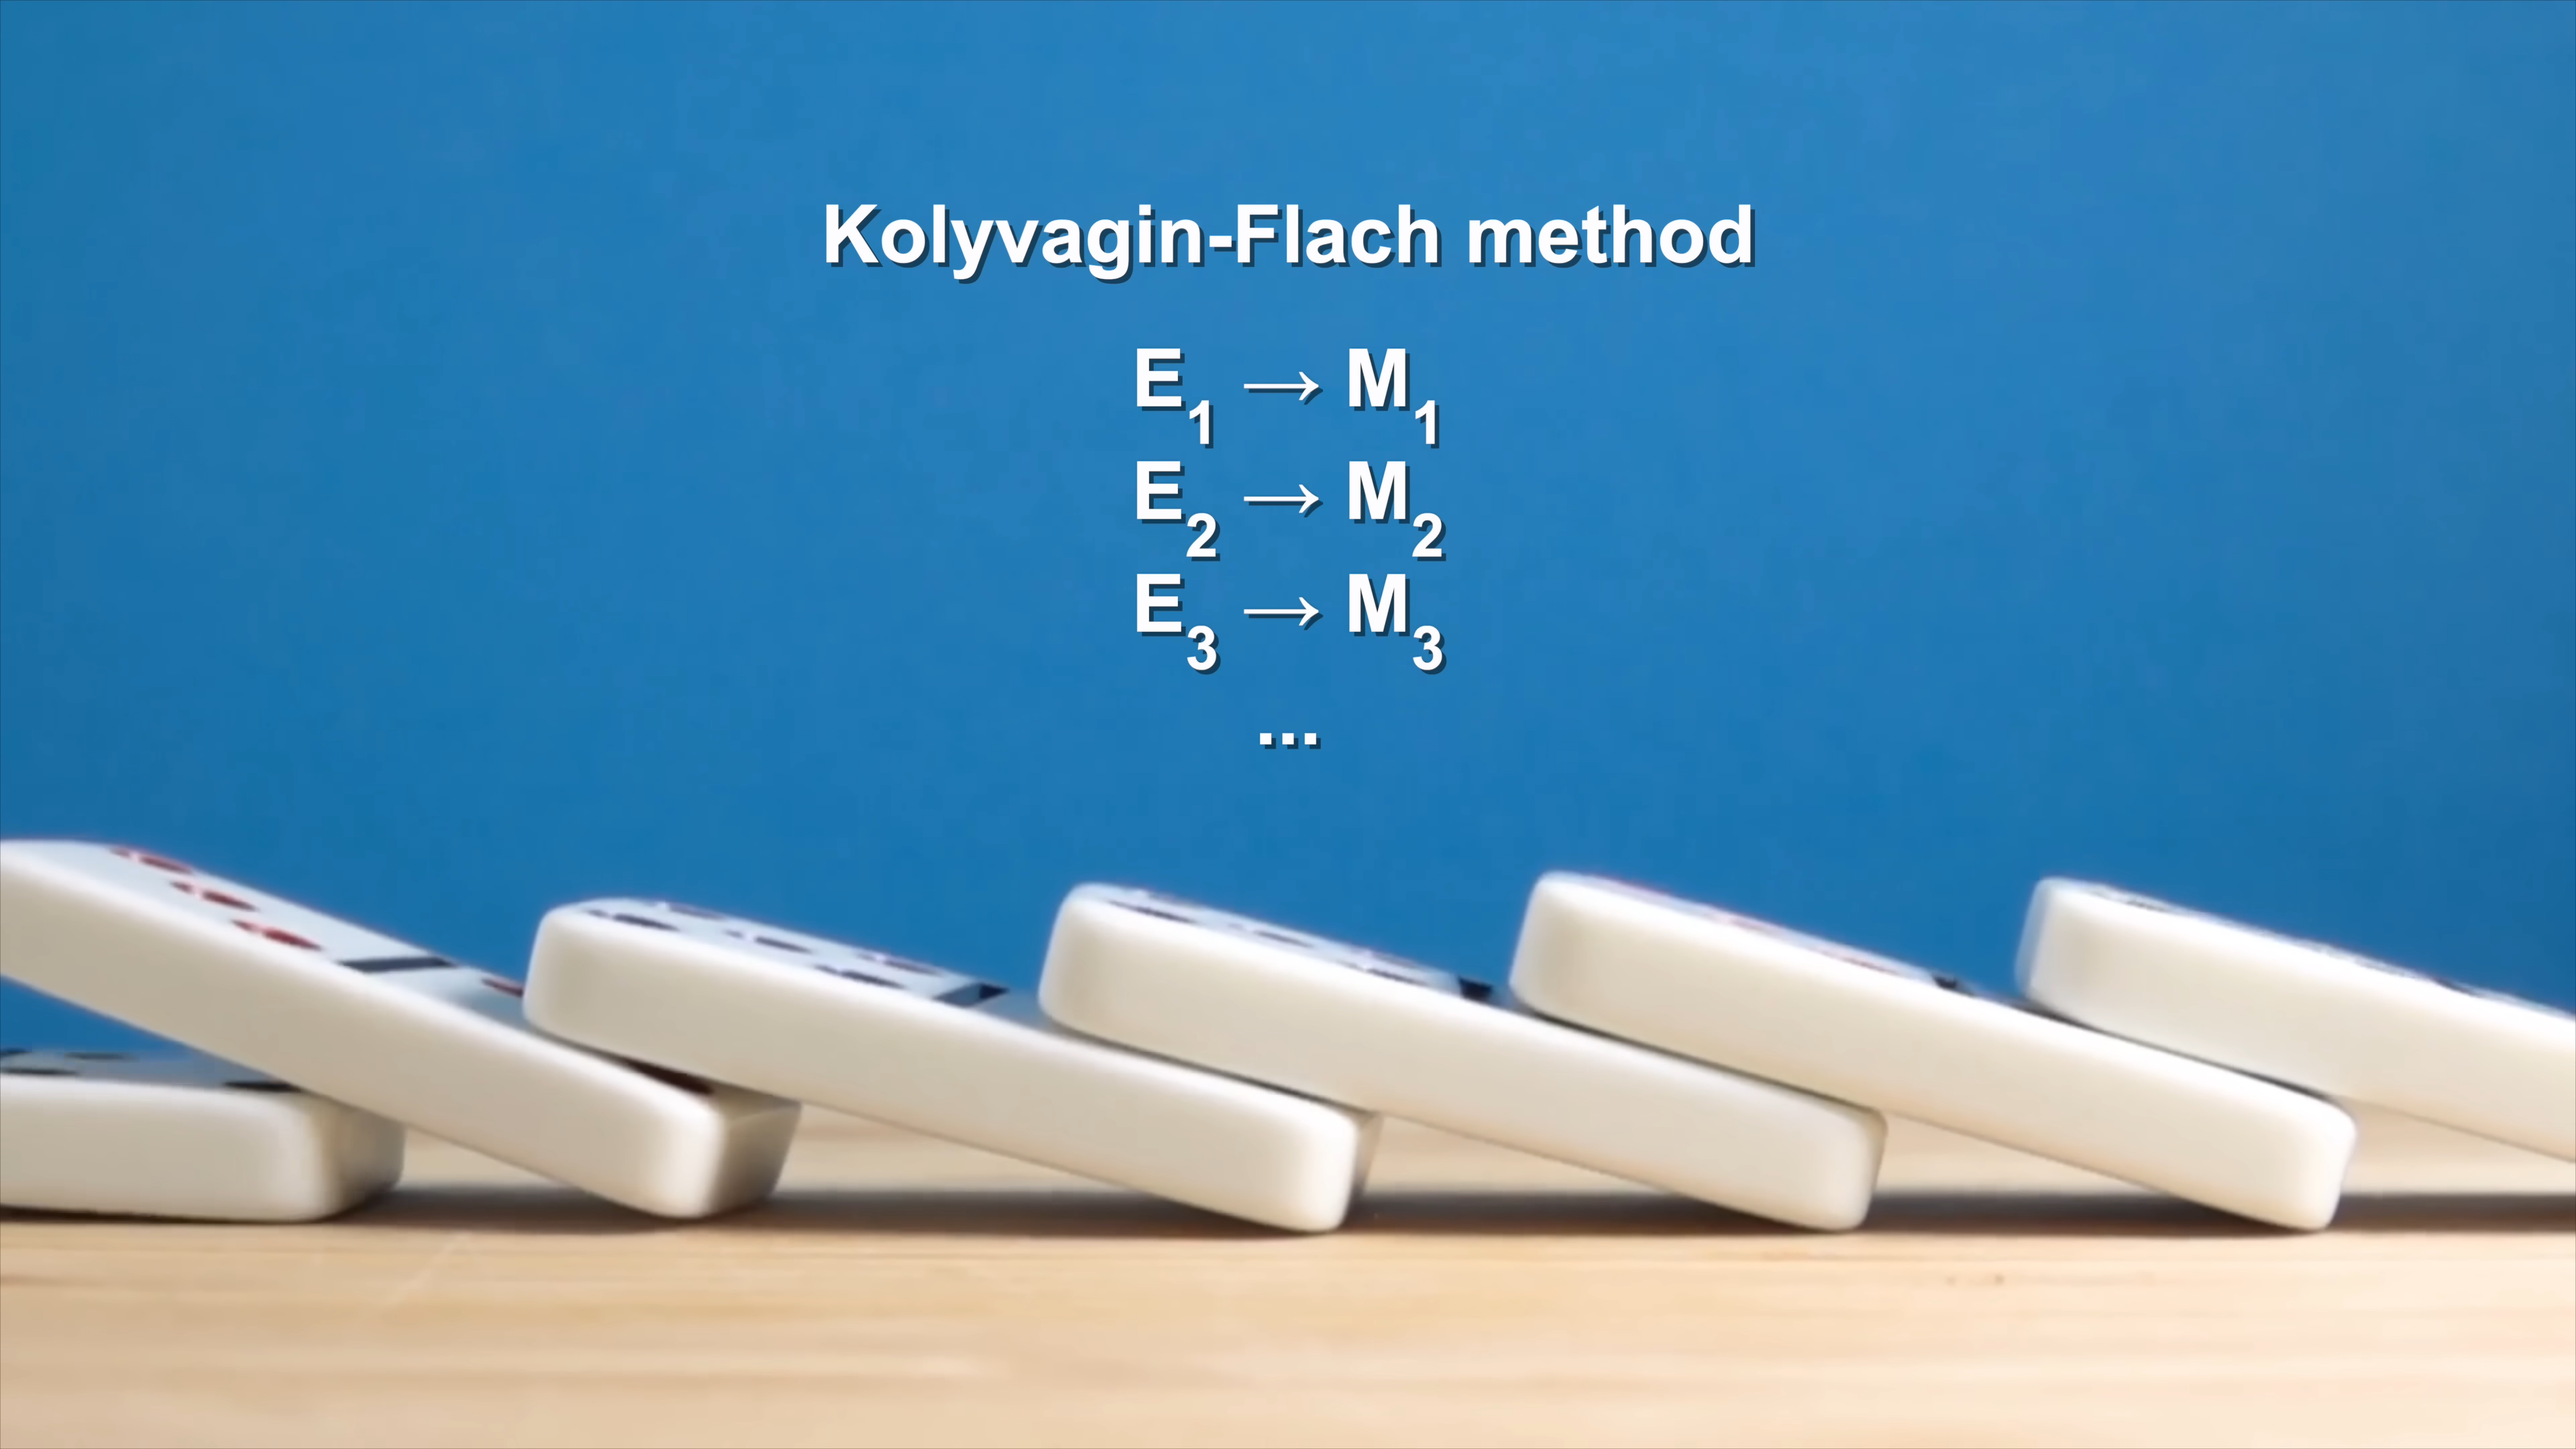 Kolyvagin-Flach method
E₁ → M₁
E₂ → M₂
E₃ → M₃
...